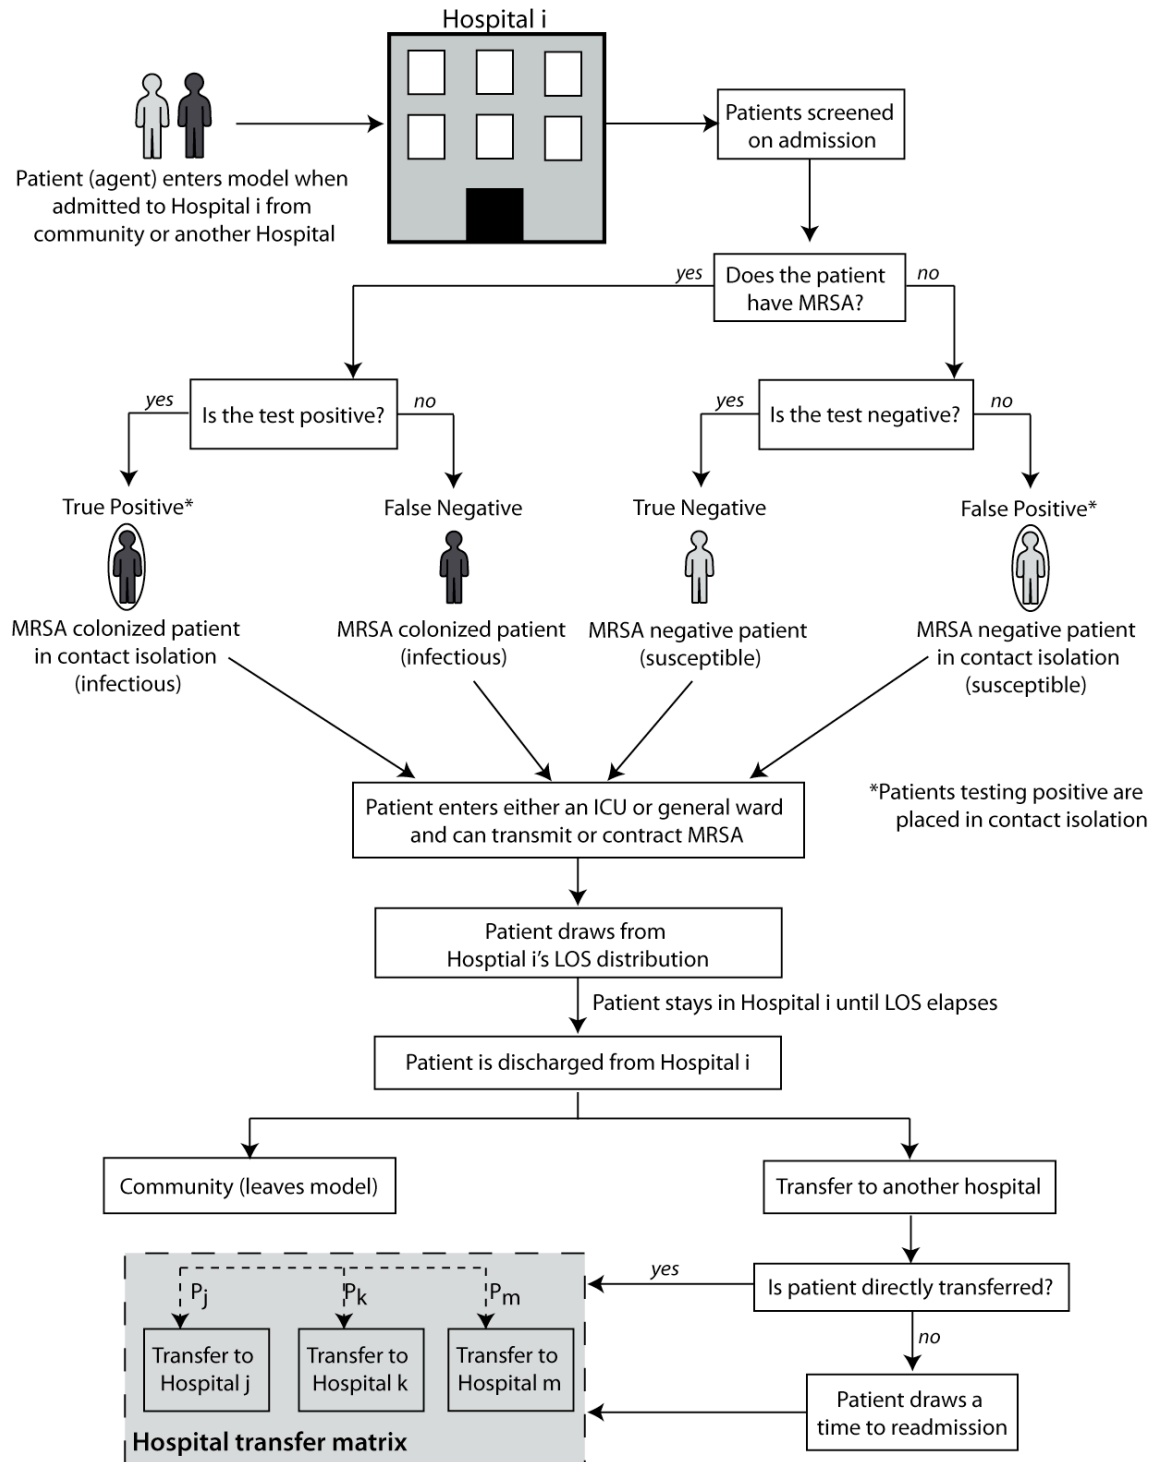 Hospital i
Patient (agent) enters model when
admitted to Hospital i from
community or another Hospital
Patients screened
on admission
Does the patient
have MRSA?
yes
no
Is the test positive?
yes
no
Is the test negative?
yes
no
True Positive*
False Negative
True Negative
False Positive*
MRSA colonized patient
in contact isolation
(infectious)
MRSA colonized patient
(infectious)
MRSA negative patient
(susceptible)
MRSA negative patient
in contact isolation
(susceptible)
Patient enters either an ICU or general ward
and can transmit or contract MRSA
*Patients testing positive are
placed in contact isolation
Patient draws from
Hosptial i’s LOS distribution
Patient stays in Hospital i until LOS elapses
Patient is discharged from Hospital i
Community (leaves model)
Transfer to another hospital
Is patient directly transferred?
yes
no
Patient draws a
time to readmission
Pj
Pk
Pm
Transfer to
Hospital j
Transfer to
Hospital k
Transfer to
Hospital m
Hospital transfer matrix